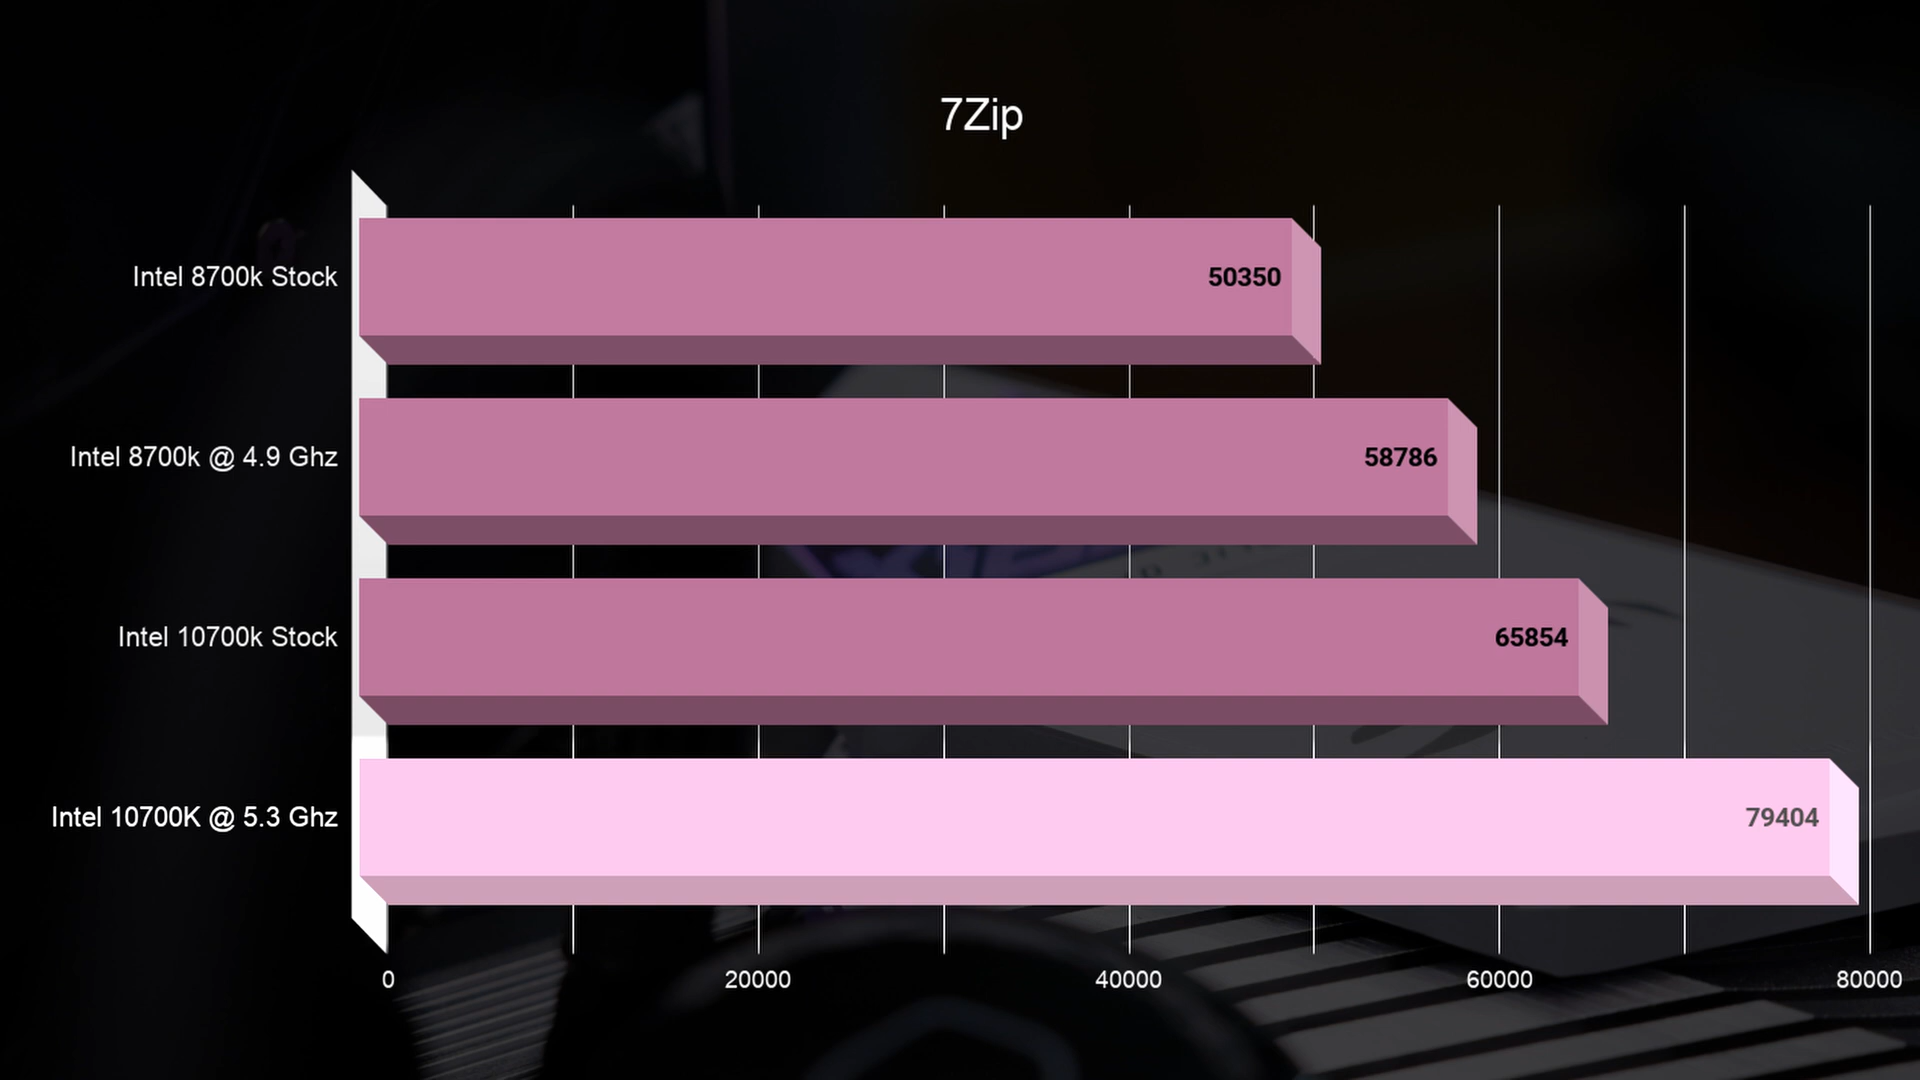 7Zip
Intel 8700k Stock
50350
Intel 8700k @ 4.9 Ghz
58786
Intel 10700k Stock
65854
Intel 10700K @ 5.3 Ghz
79404
0 20000 40000 60000 80000